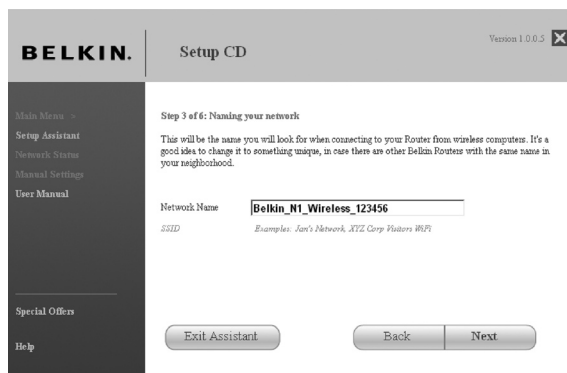 BELKIN.
Setup CD
Version 1.0.0.5
Main Menu >
Setup Assistant
Network Status
Manual Settings
User Manual
Special Offers
Help
Step 3 of 6: Naming your network
This will be the name you will look for when connecting to your Router from wireless computers. It's a
good idea to change it to something unique, in case there are other Belkin Routers with the same name in
your neighborhood.
Network Name
Belkin_N1_Wireless_123456
SSID
Examples: Jan's Network, XYZ Corp Visitors WiFi
Exit Assistant
Back
Next